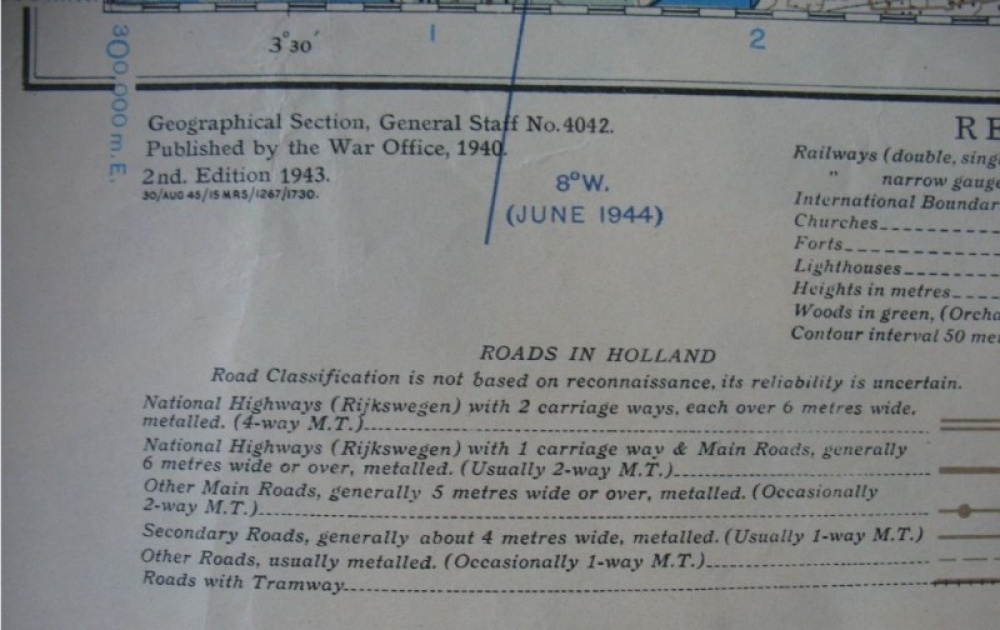 3°30′
1
2
300,000 m.E.
Geographical Section, General Staff No.4042.
Published by the War Office, 1940.
2nd. Edition 1943.
30/AUG 45/15 MRS/1267/1730.
8°W.
(JUNE 1944)
RE
Railways (double, sing
" narrow gauge
International Boundar
Churches
Forts
Lighthouses
Heights in metres
Woods in green, (Orcha
Contour interval 50 met
ROADS IN HOLLAND
Road Classification is not based on reconnaissance, its reliability is uncertain.
National Highways (Rijkswegen) with 2 carriage ways, each over 6 metres wide,
metalled. (4-way M.T.)
National Highways (Rijkswegen) with 1 carriage way & Main Roads, generally
6 metres wide or over, metalled. (Usually 2-way M.T.)
Other Main Roads, generally 5 metres wide or over, metalled. (Occasionally
2-way M.T.)
Secondary Roads, generally about 4 metres wide, metalled. (Usually 1-way M.T.)
Other Roads, usually metalled. (Occasionally 1-way M.T.)
Roads with Tramway